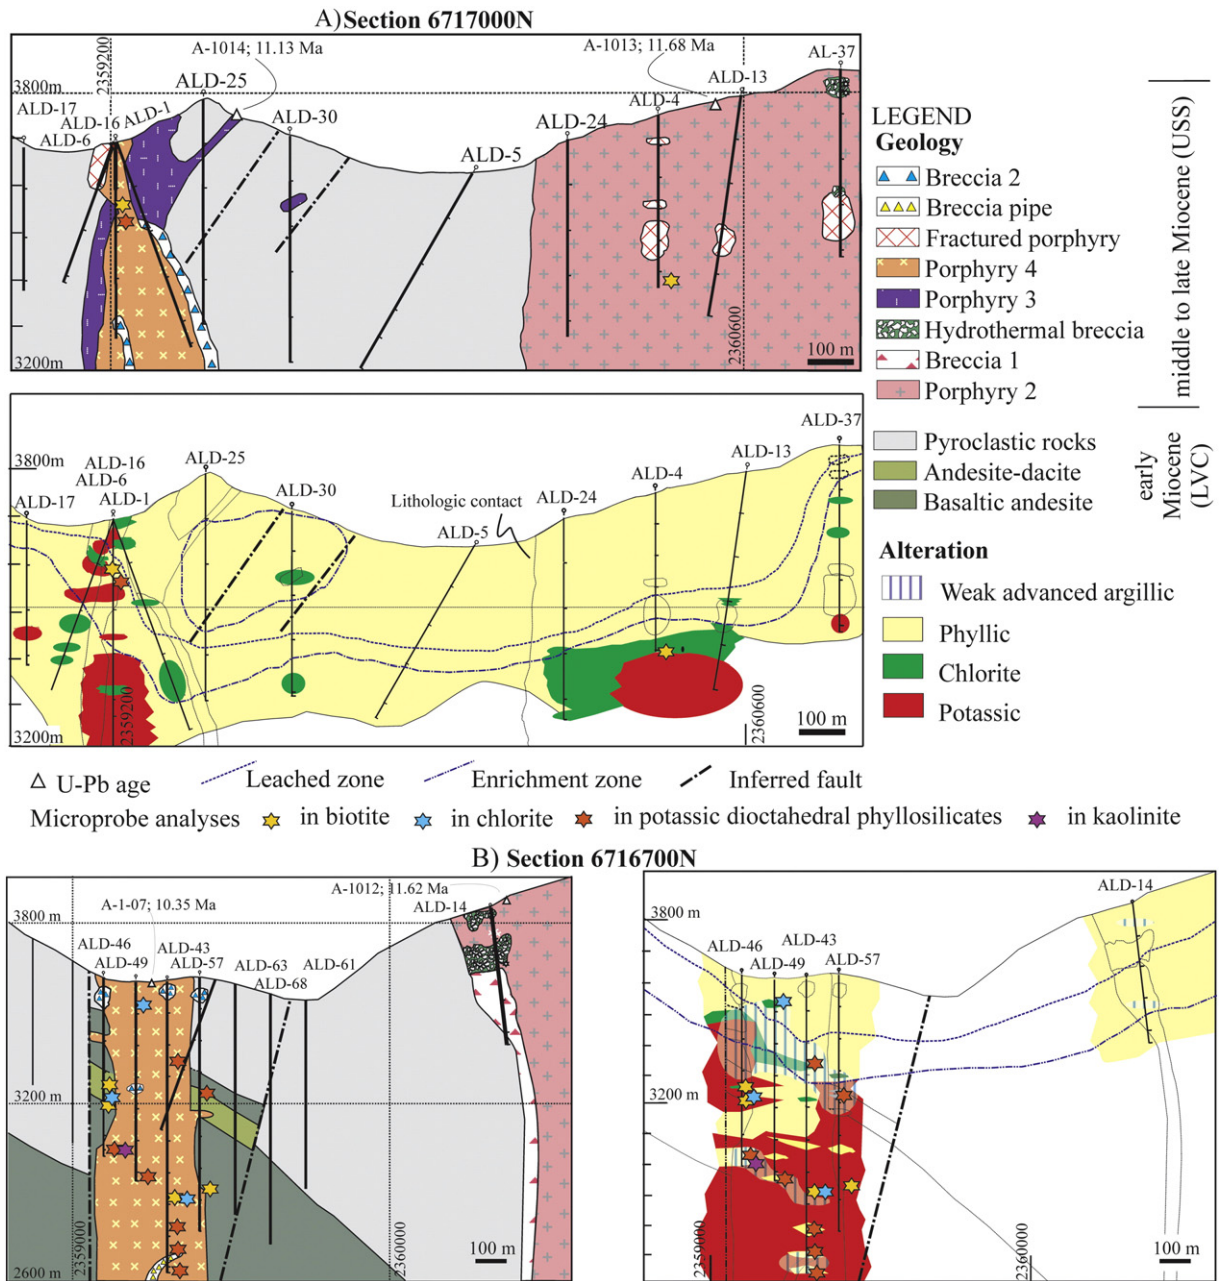 A) Section 6717000N
A-1014; 11.13 Ma
A-1013; 11.68 Ma
AL-37
2359200
3800m
ALD-25
ALD-13
ALD-17
ALD-16
ALD-1
ALD-6
ALD-30
ALD-4
ALD-24
ALD-5
2360600
3200m
100 m
LEGEND
Geology
Breccia 2
Breccia pipe
Fractured porphyry
Porphyry 4
Porphyry 3
Hydrothermal breccia
Breccia 1
Porphyry 2
middle to late Miocene (USS)
Pyroclastic rocks
Andesite-dacite
Basaltic andesite
early
Miocene
(LVC)
Alteration
Weak advanced argillic
Phyllic
Chlorite
Potassic
3800m
ALD-37
ALD-25
ALD-16
ALD-6
ALD-1
ALD-17
ALD-30
Lithologic contact
ALD-5
ALD-24
ALD-4
ALD-13
2359200
2360600
3200m
100 m
U-Pb age
Leached zone
Enrichment zone
Inferred fault
Microprobe analyses
in biotite
in chlorite
in potassic dioctahedral phyllosilicates
in kaolinite
B) Section 6716700N
A-1-07; 10.35 Ma
A-1012; 11.62 Ma
ALD-14
3800 m
ALD-46
ALD-49
ALD-43
ALD-57
ALD-63
ALD-68
ALD-61
3200 m
2600 m
2359000
2360000
100 m
ALD-14
3800 m
ALD-46
ALD-49
ALD-43
ALD-57
3200 m
2359000
2360000
100 m